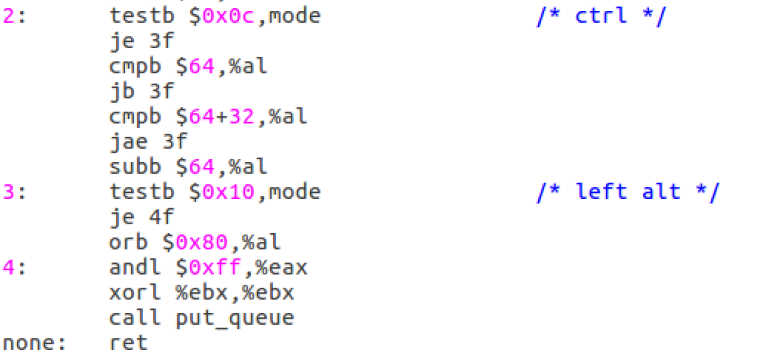 2: testb $0x0c,mode /* ctrl */
je 3f
cmpb $64,%al
jb 3f
cmpb $64+32,%al
jae 3f
subb $64,%al
3: testb $0x10,mode /* left alt */
je 4f
orb $0x80,%al
4: andl $0xff,%eax
xorl %ebx,%ebx
call put_queue
none: ret